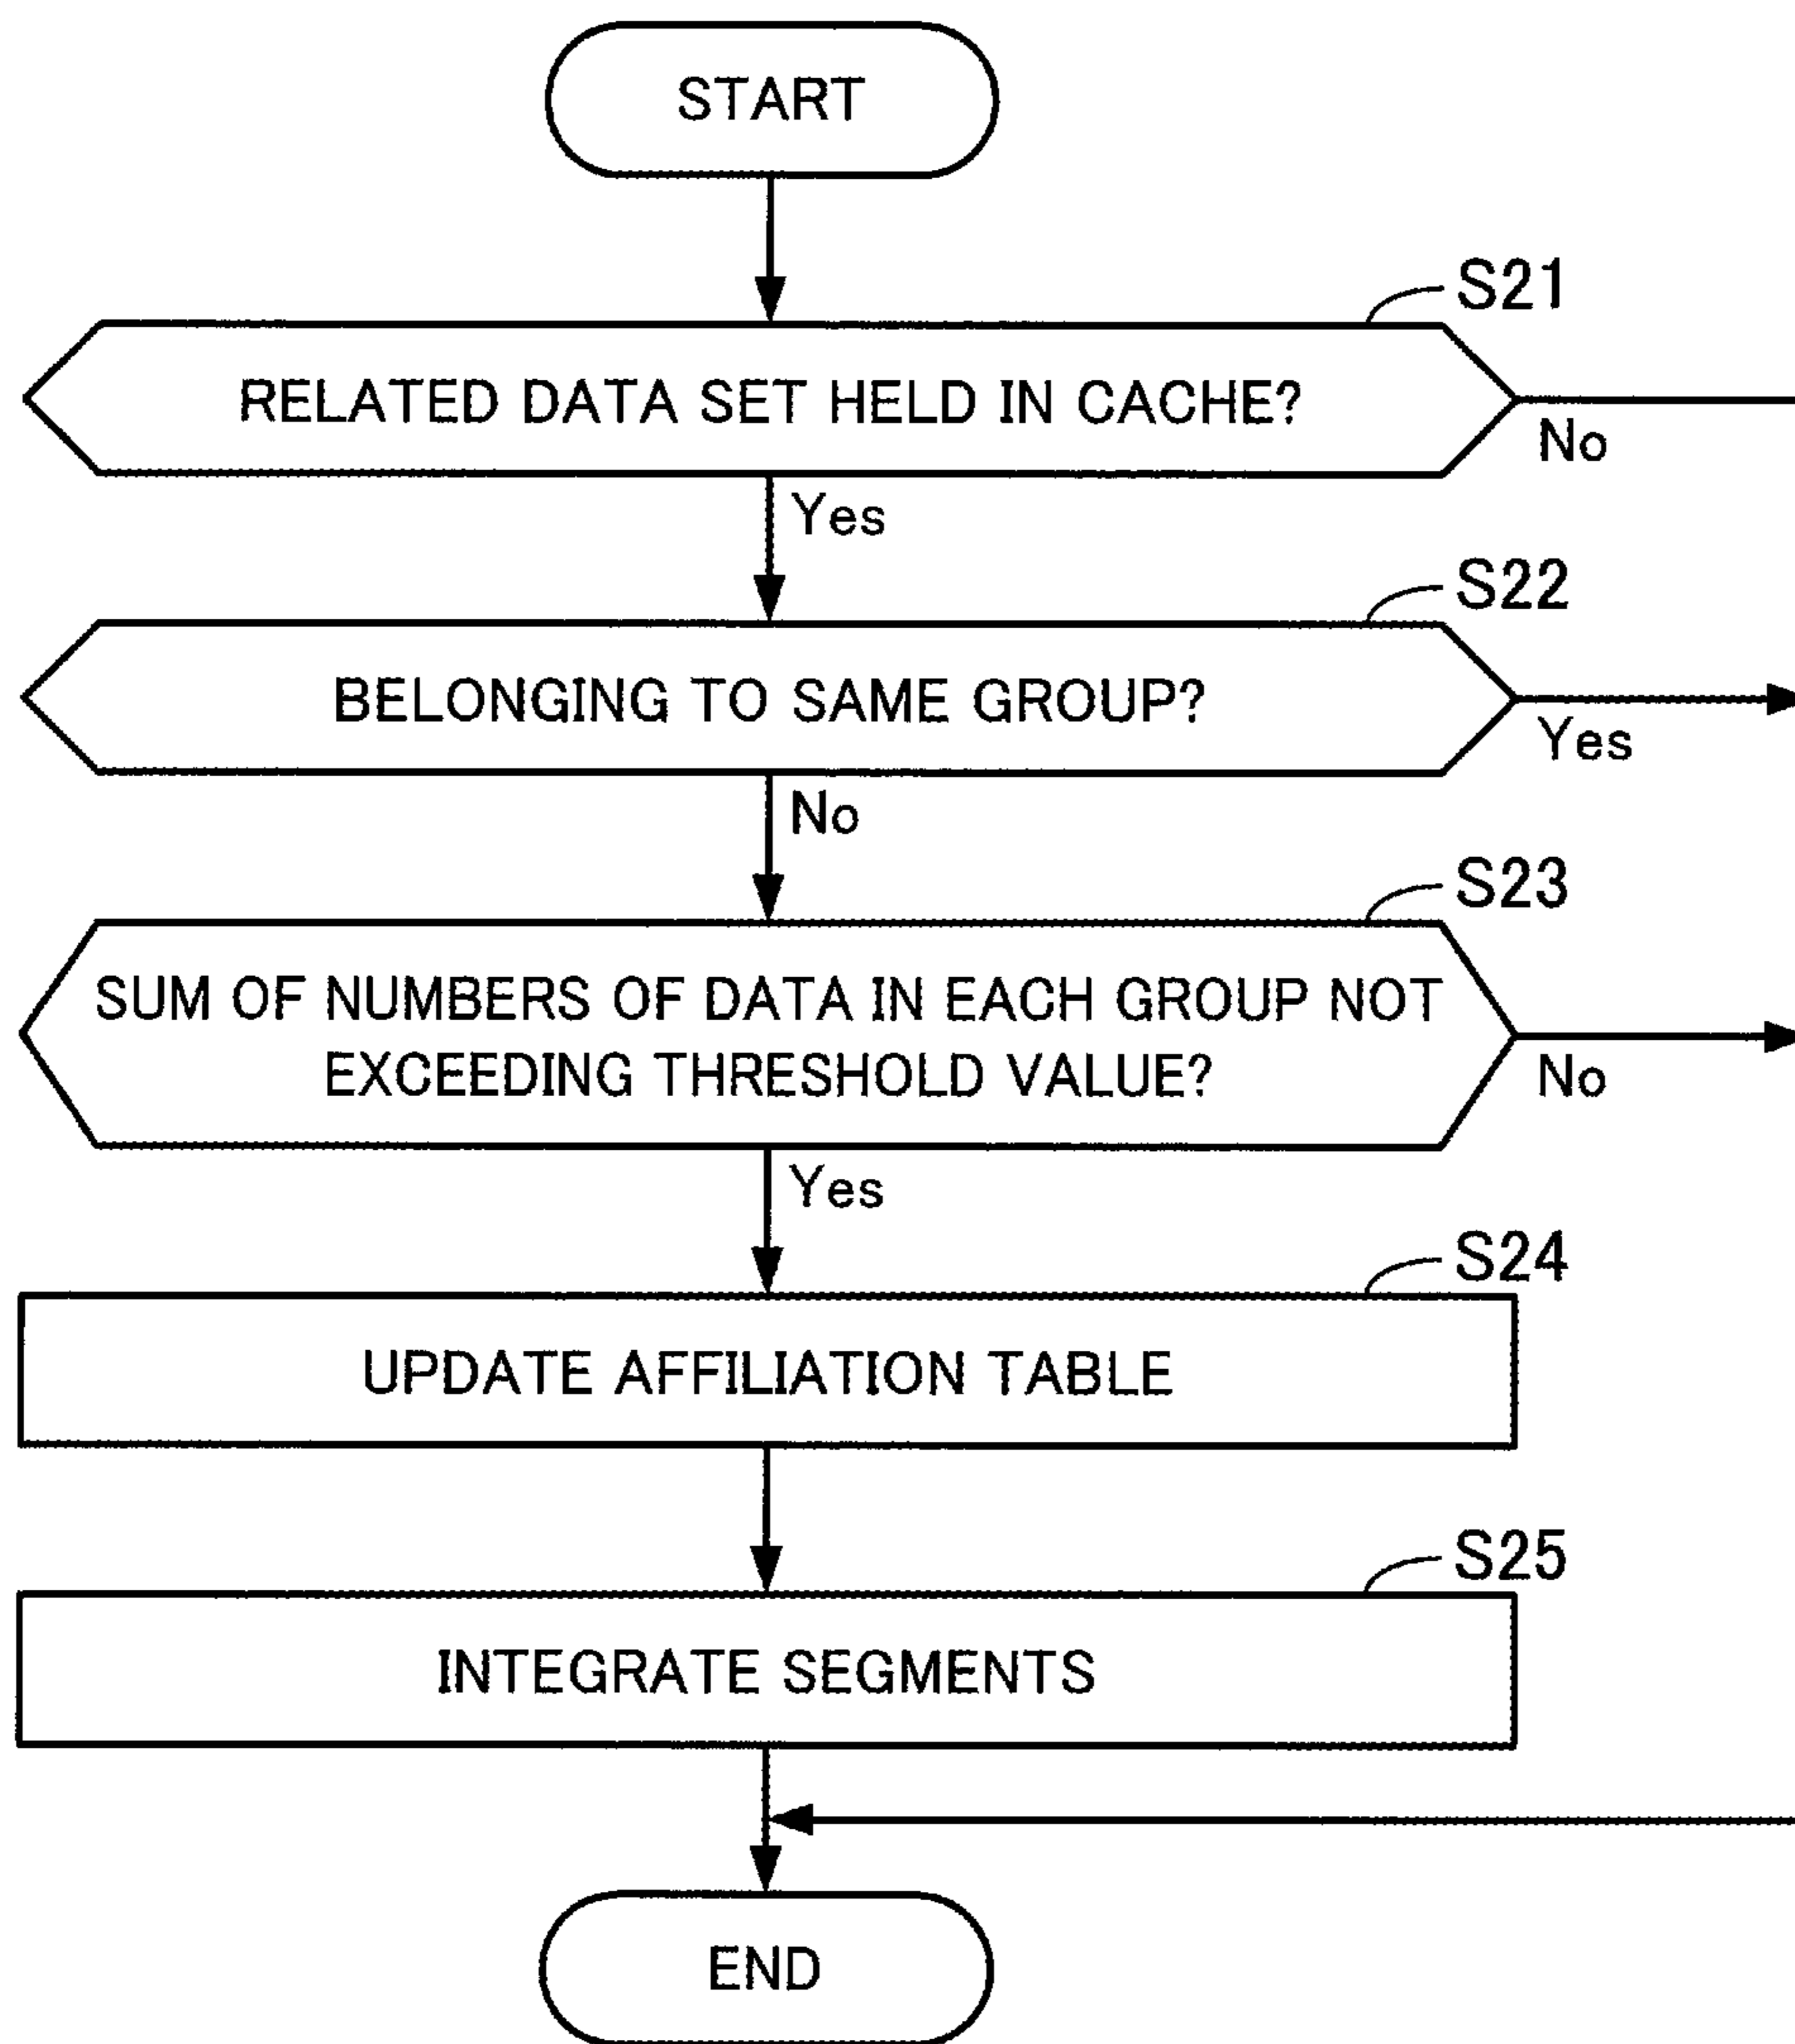 START
S21
RELATED DATA SET HELD IN CACHE?
No
Yes
S22
BELONGING TO SAME GROUP?
Yes
No
S23
SUM OF NUMBERS OF DATA IN EACH GROUP NOT
EXCEEDING THRESHOLD VALUE?
No
Yes
S24
UPDATE AFFILIATION TABLE
S25
INTEGRATE SEGMENTS
END